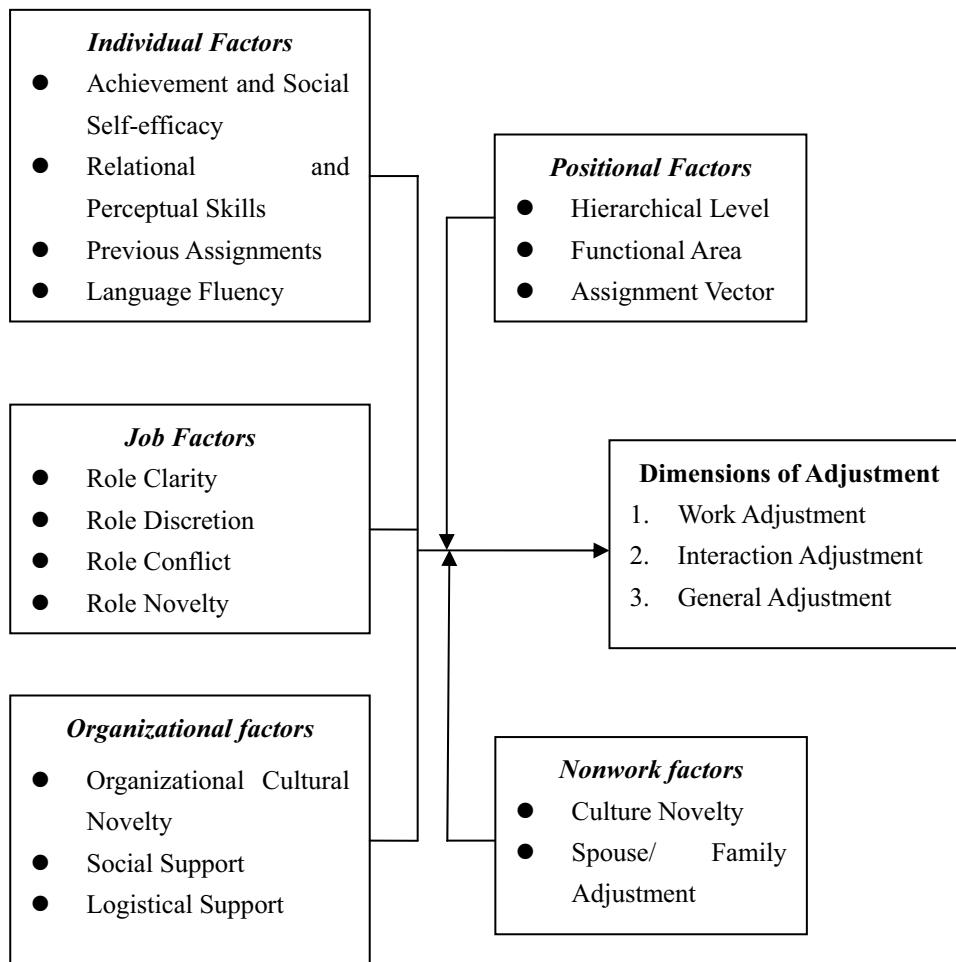 Individual Factors
● Achievement and Social
Self-efficacy
● Relational and
Perceptual Skills
● Previous Assignments
● Language Fluency
Positional Factors
● Hierarchical Level
● Functional Area
● Assignment Vector
Job Factors
● Role Clarity
● Role Discretion
● Role Conflict
● Role Novelty
Dimensions of Adjustment
1. Work Adjustment
2. Interaction Adjustment
3. General Adjustment
Organizational factors
● Organizational Cultural
Novelty
● Social Support
● Logistical Support
Nonwork factors
● Culture Novelty
● Spouse/ Family
Adjustment